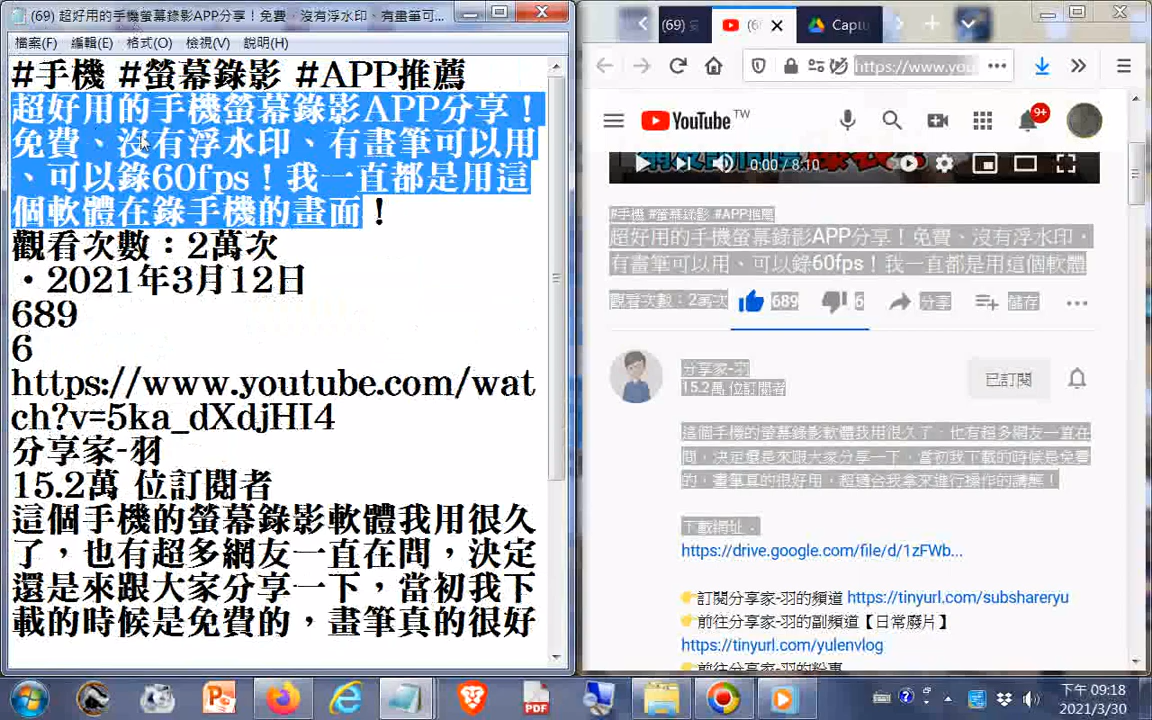 (69) 超好用的手機螢幕錄影APP分享！免費、沒有浮水印、有畫筆可...
檔案(F) 編輯(E) 格式(O) 檢視(V) 說明(H)
#手機 #螢幕錄影 #APP推薦
超好用的手機螢幕錄影APP分享！
免費、沒有浮水印、有畫筆可以用
、可以錄60fps！我一直都是用這
個軟體在錄手機的畫面！
觀看次數：2萬次
・2021年3月12日
689
6
https://www.youtube.com/wat
ch?v=5ka_dXdjHI4
分享家-羽
15.2萬 位訂閱者
這個手機的螢幕錄影軟體我用很久
了，也有超多網友一直在問，決定
還是來跟大家分享一下，當初我下
載的時候是免費的，畫筆真的很好
(69)
(6
Captu
https://www.you
YouTube TW
9+
0:00 / 8:10
#手機 #螢幕錄影 #APP推薦
超好用的手機螢幕錄影APP分享！免費、沒有浮水印、
有畫筆可以用、可以錄60fps！我一直都是用這個軟體
觀看次數：2萬次
689
6
分享
儲存
分享家-羽
15.2萬 位訂閱者
已訂閱
這個手機的螢幕錄影軟體我用很久了，也有超多網友一直在
問，決定還是來跟大家分享一下，當初我下載的時候是免費
的，畫筆真的很好用，超適合我拿來進行操作的講解！
下載網址：
https://drive.google.com/file/d/1zFWb...
👉訂閱分享家-羽的頻道 https://tinyurl.com/subshareryu
👉前往分享家-羽的副頻道【日常廢片】
https://tinyurl.com/yulenvlog
👉前往分享家-羽的粉專
PDF
下午 09:18
2021/3/30